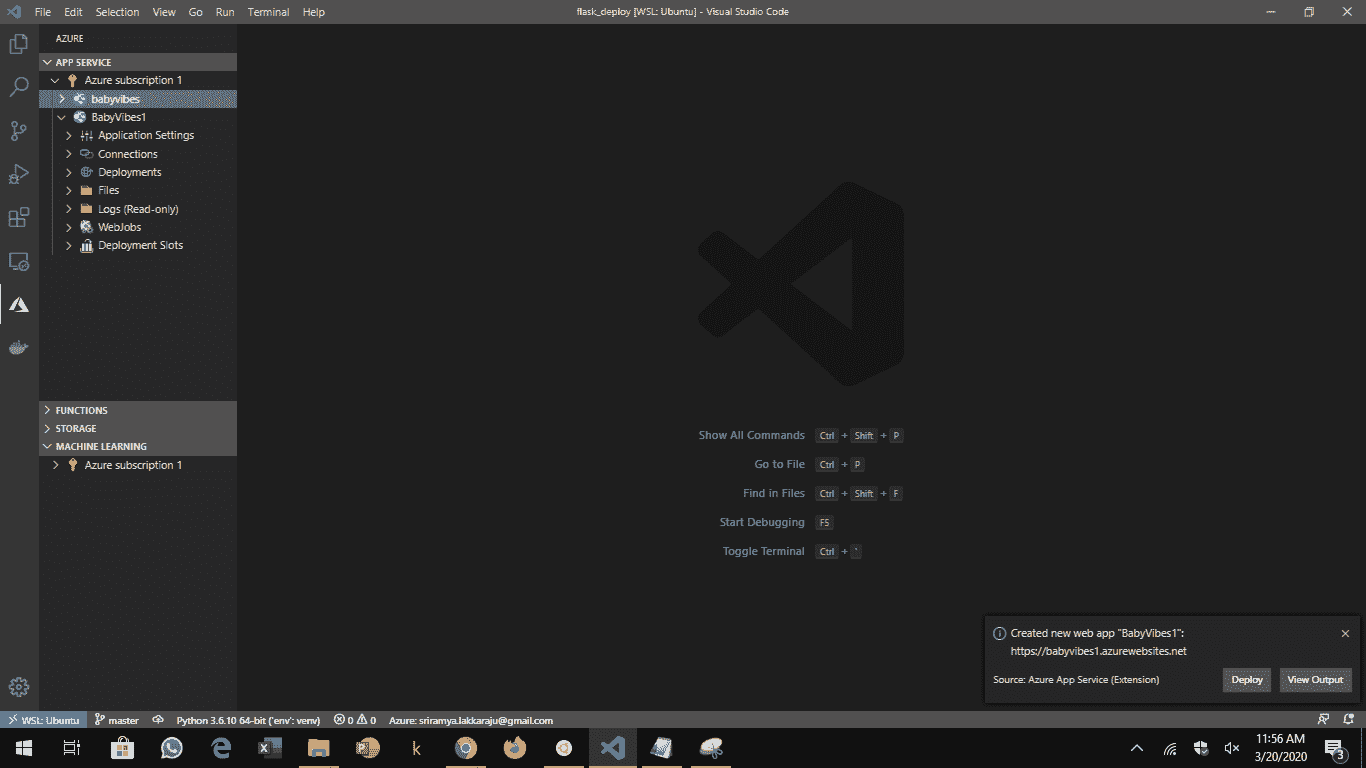 File Edit Selection View Go Run Terminal Help
flask_deploy [WSL: Ubuntu] - Visual Studio Code
AZURE
APP SERVICE
Azure subscription 1
babyvibes
BabyVibes1
Application Settings
Connections
Deployments
Files
Logs (Read-only)
WebJobs
Deployment Slots
FUNCTIONS
STORAGE
MACHINE LEARNING
Azure subscription 1
Show All Commands Ctrl + Shift + P
Go to File Ctrl + P
Find in Files Ctrl + Shift + F
Start Debugging F5
Toggle Terminal Ctrl + `
Created new web app "BabyVibes1":
https://babyvibes1.azurewebsites.net
Source: Azure App Service (Extension) Deploy View Output
WSL: Ubuntu master Python 3.6.10 64-bit ('env': venv) 0 0 Azure: sriramya.lakkaraju@gmail.com
11:56 AM
3/20/2020
3